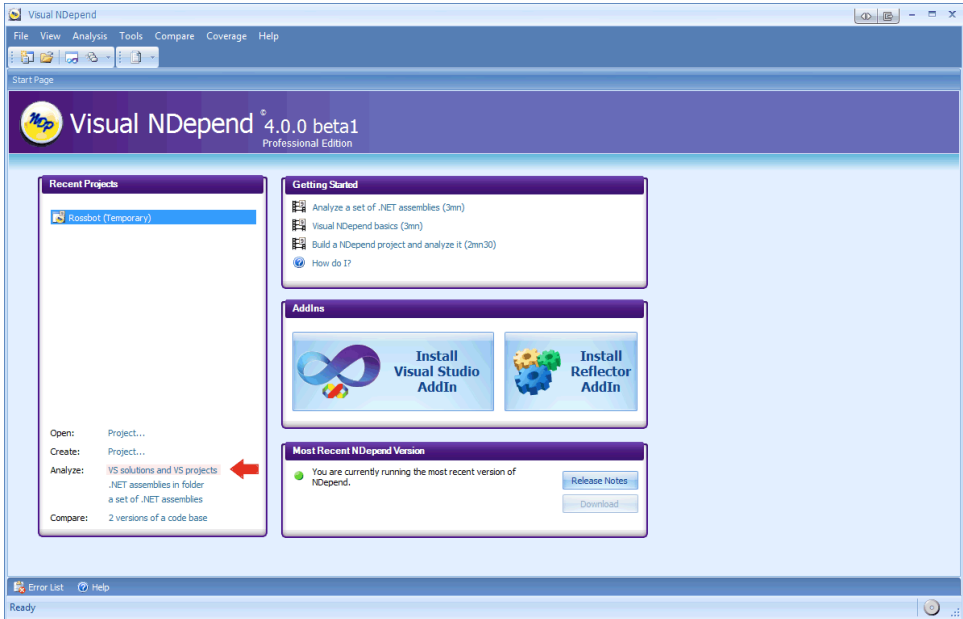 Visual NDepend
File View Analysis Tools Compare Coverage Help
Start Page
NDP
Visual NDepend © 4.0.0 beta1
Professional Edition
Recent Projects
Rossbot (Temporary)
Open: Project...
Create: Project...
Analyze: VS solutions and VS projects
.NET assemblies in folder
a set of .NET assemblies
Compare: 2 versions of a code base
Getting Started
Analyze a set of .NET assemblies (3mn)
Visual NDepend basics (3mn)
Build a NDepend project and analyze it (2mn30)
How do I?
AddIns
Install
Visual Studio
AddIn
Install
Reflector
AddIn
Most Recent NDepend Version
You are currently running the most recent version of
NDepend.
Release Notes
Download
Error List Help
Ready